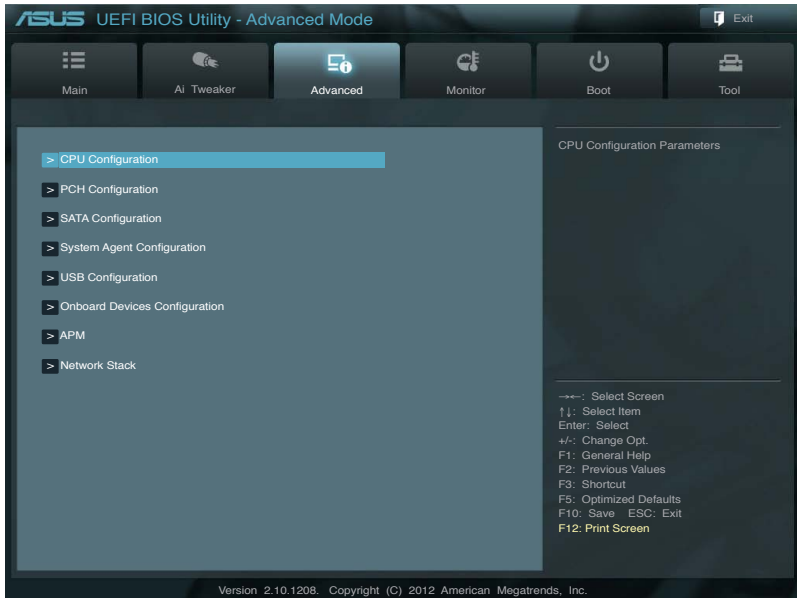 ASUS UEFI BIOS Utility - Advanced Mode
Exit
Main
Ai Tweaker
Advanced
Monitor
Boot
Tool
> CPU Configuration
> PCH Configuration
> SATA Configuration
> System Agent Configuration
> USB Configuration
> Onboard Devices Configuration
> APM
> Network Stack
CPU Configuration Parameters
→←: Select Screen
↑↓: Select Item
Enter: Select
+/-: Change Opt.
F1: General Help
F2: Previous Values
F3: Shortcut
F5: Optimized Defaults
F10: Save ESC: Exit
F12: Print Screen
Version 2.10.1208. Copyright (C) 2012 American Megatrends, Inc.